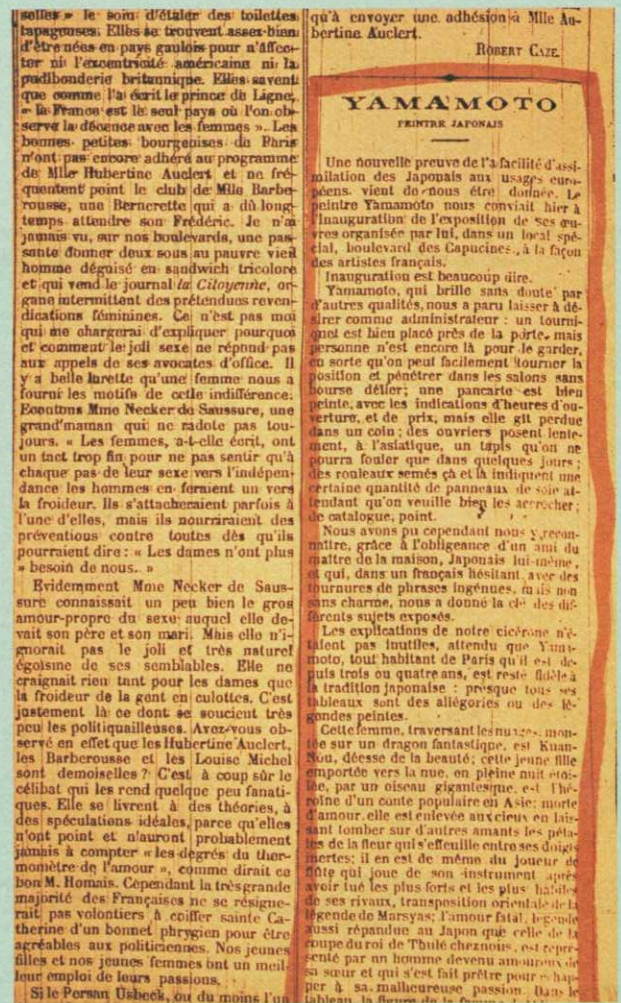 selles » le soin d'étaler des toilettes
tapageuses. Elles se trouvent assez bien
d'être nées en pays gaulois pour n'affec-
ter ni l'excentricité américaine ni la
pudibonderie britannique. Elles savent
que comme l'a écrit le prince de Ligne,
« la France est le seul pays où l'on ob-
serve la décence avec les femmes ». Les
bonnes petites bourgeoises du Paris
n'ont pas encore adhéré au programme
de Mlle Hubertine Auclert et ne fré-
quentent point le club de Mlle Barbe-
rousse, une Bernerette qui a dû long-
temps attendre son Frédéric. Je n'ai
jamais vu, sur nos boulevards, une pas-
sante donner deux sous au pauvre vieil
homme déguisé en sandwich tricolore
et qui vend le journal la Citoyenne, or-
gane intermittent des prétendues reven-
dications féminines. Ce n'est pas moi
qui me chargerai d'expliquer pourquoi
et comment le joli sexe ne répond pas
aux appels de ses avocates d'office. Il
y a belle lurette qu'une femme nous a
fourni les motifs de cette indifférence.
Ecoutons Mme Necker de Saussure, une
grand'maman qui ne radote pas tou-
jours. « Les femmes, a-t-elle écrit, ont
un tact trop fin pour ne pas sentir qu'à
chaque pas de leur sexe vers l'indépen-
dance les hommes en feraient un vers
la froideur. Ils s'attacheraient parfois à
l'une d'elles, mais ils nourriraient des
préventions contre toutes dès qu'ils
pourraient dire : « Les dames n'ont plus
» besoin de nous. »
Evidemment Mme Necker de Saus-
sure connaissait un peu bien le gros
amour-propre du sexe auquel elle de-
vait son père et son mari. Mais elle n'i-
gnorait pas le joli et très naturel
égoïsme de ses semblables. Elle ne
craignait rien tant pour les dames que
la froideur de la gent en culottes. C'est
justement là ce dont se soucient très
peu les politiquailleuses. Avez-vous ob-
servé en effet que les Hubertine Auclert,
les Barberousse et les Louise Michel
sont demoiselles ? C'est à coup sûr le
célibat qui les rend quelque peu fanati-
ques. Elle se livrent à des théories, à
des spéculations idéales, parce qu'elles
n'ont point et n'auront probablement
jamais à compter « les degrés du ther-
momètre de l'amour », comme dirait ce
bon M. Homais. Cependant la très grande
majorité des Françaises ne se résigne-
rait pas volontiers à coiffer sainte Ca-
therine d'un bonnet phrygien pour être
agréables aux politiciennes. Nos jeunes
filles et nos jeunes femmes ont un meil-
leur emploi de leurs passions.
Si le Persan Usbeck, ou du moins l'un
qu'à envoyer une adhésion à Mlle Au-
bertine Auclert.
ROBERT CAZE.
YAMAMOTO
PEINTRE JAPONAIS
Une nouvelle preuve de la facilité d'assi-
milation des Japonais aux usages euro-
péens vient de nous être donnée. Le
peintre Yamamoto nous conviait hier à
l'inauguration de l'exposition de ses œu-
vres organisée par lui, dans un local spé-
cial, boulevard des Capucines, à la façon
des artistes français.
Inauguration est beaucoup dire.
Yamamoto, qui brille sans doute par
d'autres qualités, nous a paru laisser à dé-
sirer comme administrateur : un tourni-
quet est bien placé près de la porte, mais
personne n'est encore là pour le garder,
en sorte qu'on peut facilement tourner la
position et pénétrer dans les salons sans
bourse délier ; une pancarte est bien
peinte, avec les indications d'heures d'ou-
verture, et de prix, mais elle gît perdue
dans un coin ; des ouvriers posent lente-
ment, à l'asiatique, un tapis qu'on ne
pourra fouler que dans quelques jours ;
des rouleaux semés çà et là indiquent une
certaine quantité de panneaux de soie at-
tendant qu'on veuille bien les accrocher ;
de catalogue, point.
Nous avons pu cependant nous y recon-
naître, grâce à l'obligeance d'un ami du
maître de la maison, Japonais lui-même,
et qui, dans un français hésitant, avec des
tournures de phrases ingénues, mais non
sans charme, nous a donné la clé des dif-
férents sujets exposés.
Les explications de notre cicérone n'é-
taient pas inutiles, attendu que Yama-
moto, tout habitant de Paris qu'il est de-
puis trois ou quatre ans, est resté fidèle à
la tradition japonaise : presque tous ses
tableaux sont des allégories ou des lé-
gendes peintes.
Cette femme, traversant les nuages, mon-
tée sur un dragon fantastique, est Kuan-
Nou, déesse de la beauté ; cette jeune fille
emportée vers la nue, en pleine nuit étoi-
lée, par un oiseau gigantesque, est l'hé-
roïne d'un conte populaire en Asie : morte
d'amour, elle est enlevée aux cieux en lais-
sant tomber sur d'autres amants les péta-
les de la fleur qui s'effeuille entre ses doigts
inertes ; il en est de même du joueur de
flûte qui joue de son instrument après
avoir tué les plus forts et les plus habiles
de ses rivaux, transposition orientale de la
légende de Marsyas ; l'amour fatal, légende
aussi répandue au Japon que celle de la
coupe du roi de Thulé chez nous, est repré-
senté par un homme devenu amoureux de
sa sœur et qui s'est fait prêtre pour échap-
per à sa malheureuse passion. Dans le
tableau, la figure de la femme